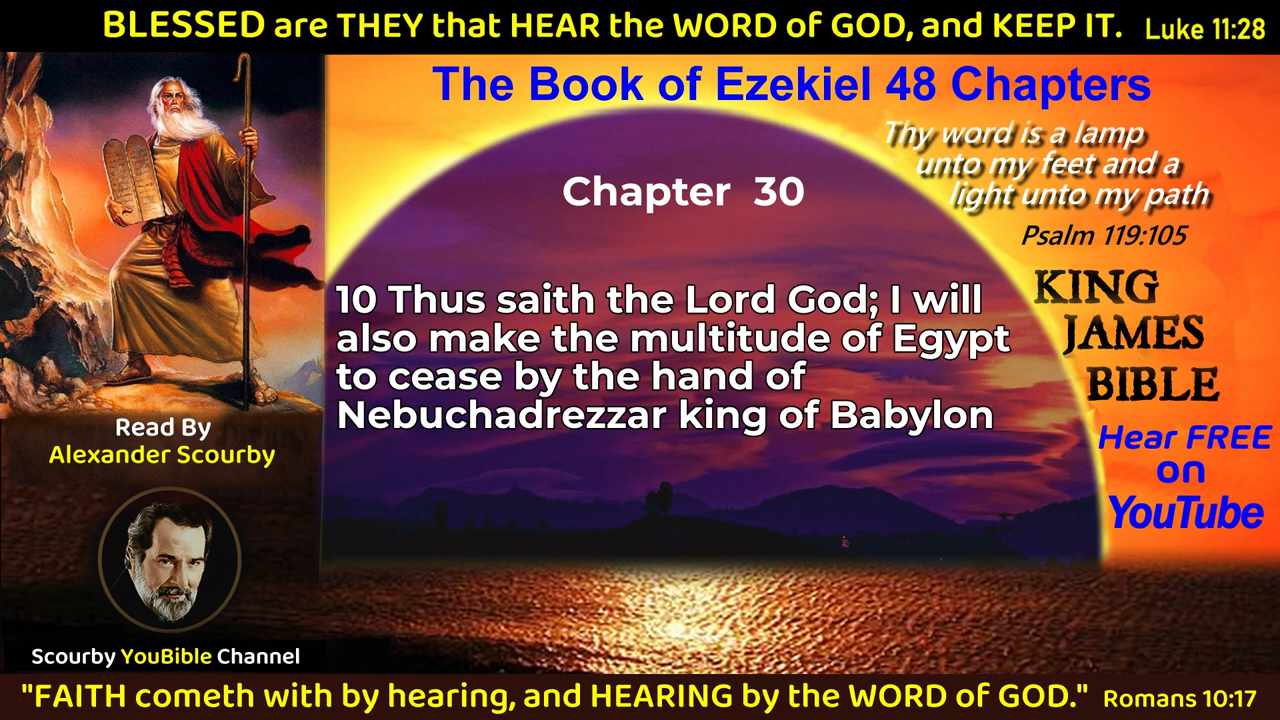 BLESSED are THEY that HEAR the WORD of GOD, and KEEP IT. Luke 11:28
The Book of Ezekiel 48 Chapters
Thy word is a lamp
unto my feet and a
light unto my path
Psalm 119:105
Chapter 30
10 Thus saith the Lord God; I will
also make the multitude of Egypt
to cease by the hand of
Nebuchadrezzar king of Babylon
KING
JAMES
BIBLE
Hear FREE
on
YouTube
Read By
Alexander Scourby
Scourby YouBible Channel
"FAITH cometh with by hearing, and HEARING by the WORD of GOD." Romans 10:17